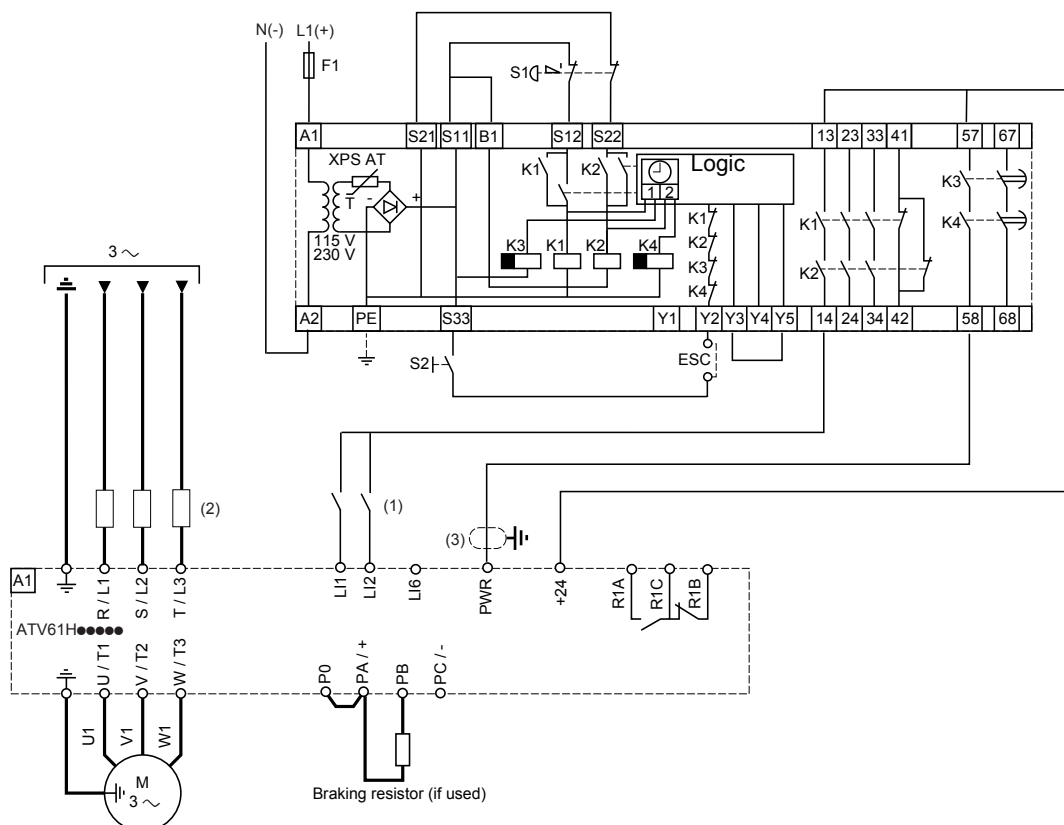 N(-) L1(+)
F1
S1
A1 S21 S11 B1 S12 S22 13 23 33 41 57 67
XPS AT
T - +
115 V
230 V
K1 K2
Logic
1 2
K3 K1 K2 K4
K1
K2
K3
K4
K1
K2
K3
K4
A2 PE S33 Y1 Y2 Y3 Y4 Y5 14 24 34 42 58 68
S2
ESC
3 ~
(2)
(1)
(3)
A1
R / L1
S / L2
T / L3
LI1
LI2
LI6
PWR
+24
R1A
R1C
R1B
ATV61H●●●●●
U / T1
V / T2
W / T3
P0
PA / +
PB
PC / -
U1
V1
W1
M
3 ~
Braking resistor (if used)